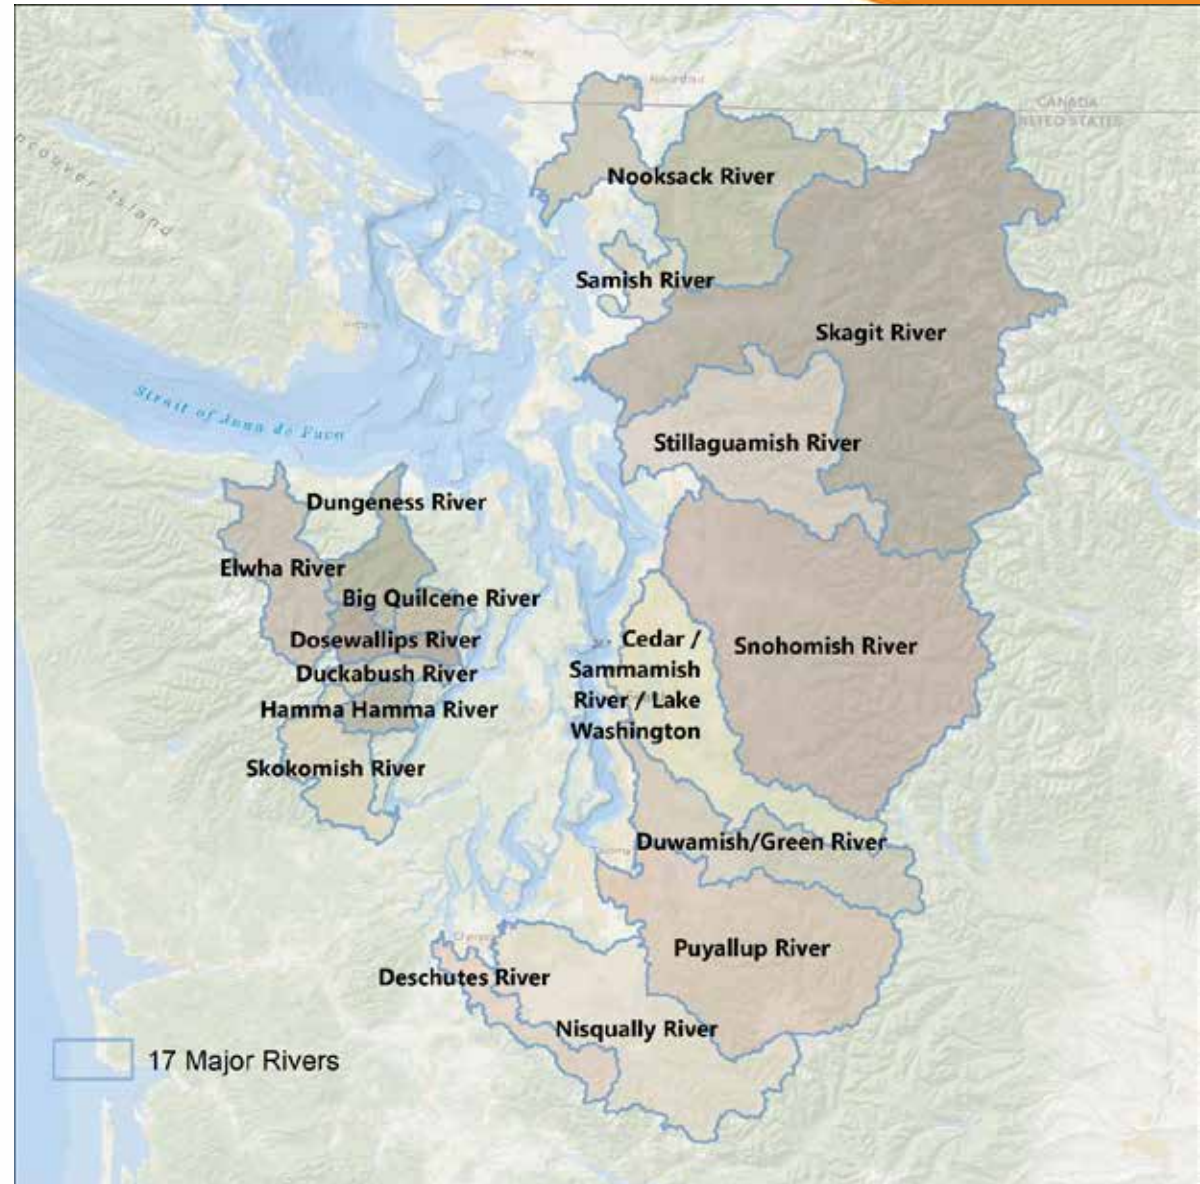 CANADA
UNITED STATES
Nooksack River
Samish River
Skagit River
Strait of Juan de Fuca
Stillaguamish River
Dungeness River
Elwha River
Big Quilcene River
Dosewallips River
Duckabush River
Hamma Hamma River
Skokomish River
Cedar /
Sammamish
River / Lake
Washington
Snohomish River
Duwamish/Green River
Puyallup River
Deschutes River
Nisqually River
17 Major Rivers